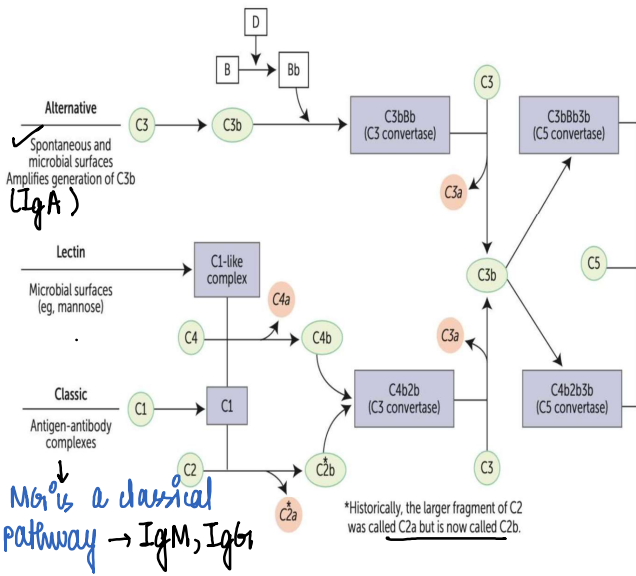 D
B
Bb
Alternative
C3
C3b
C3bBb
(C3 convertase)
C3
C3bBb3b
(C5 convertase)
Spontaneous and
microbial surfaces
Amplifies generation of C3b
(IgA)
C3a
Lectin
C1-like
complex
C3b
C5
Microbial surfaces
(eg, mannose)
C4a
C4
C4b
C3a
Classic
C1
C1
C4b2b
(C3 convertase)
C4b2b3b
(C5 convertase)
Antigen-antibody
complexes
C2
C2b*
C3
C2a*
MG is a classical
pathway → IgM, IgG
*Historically, the larger fragment of C2
was called C2a but is now called C2b.